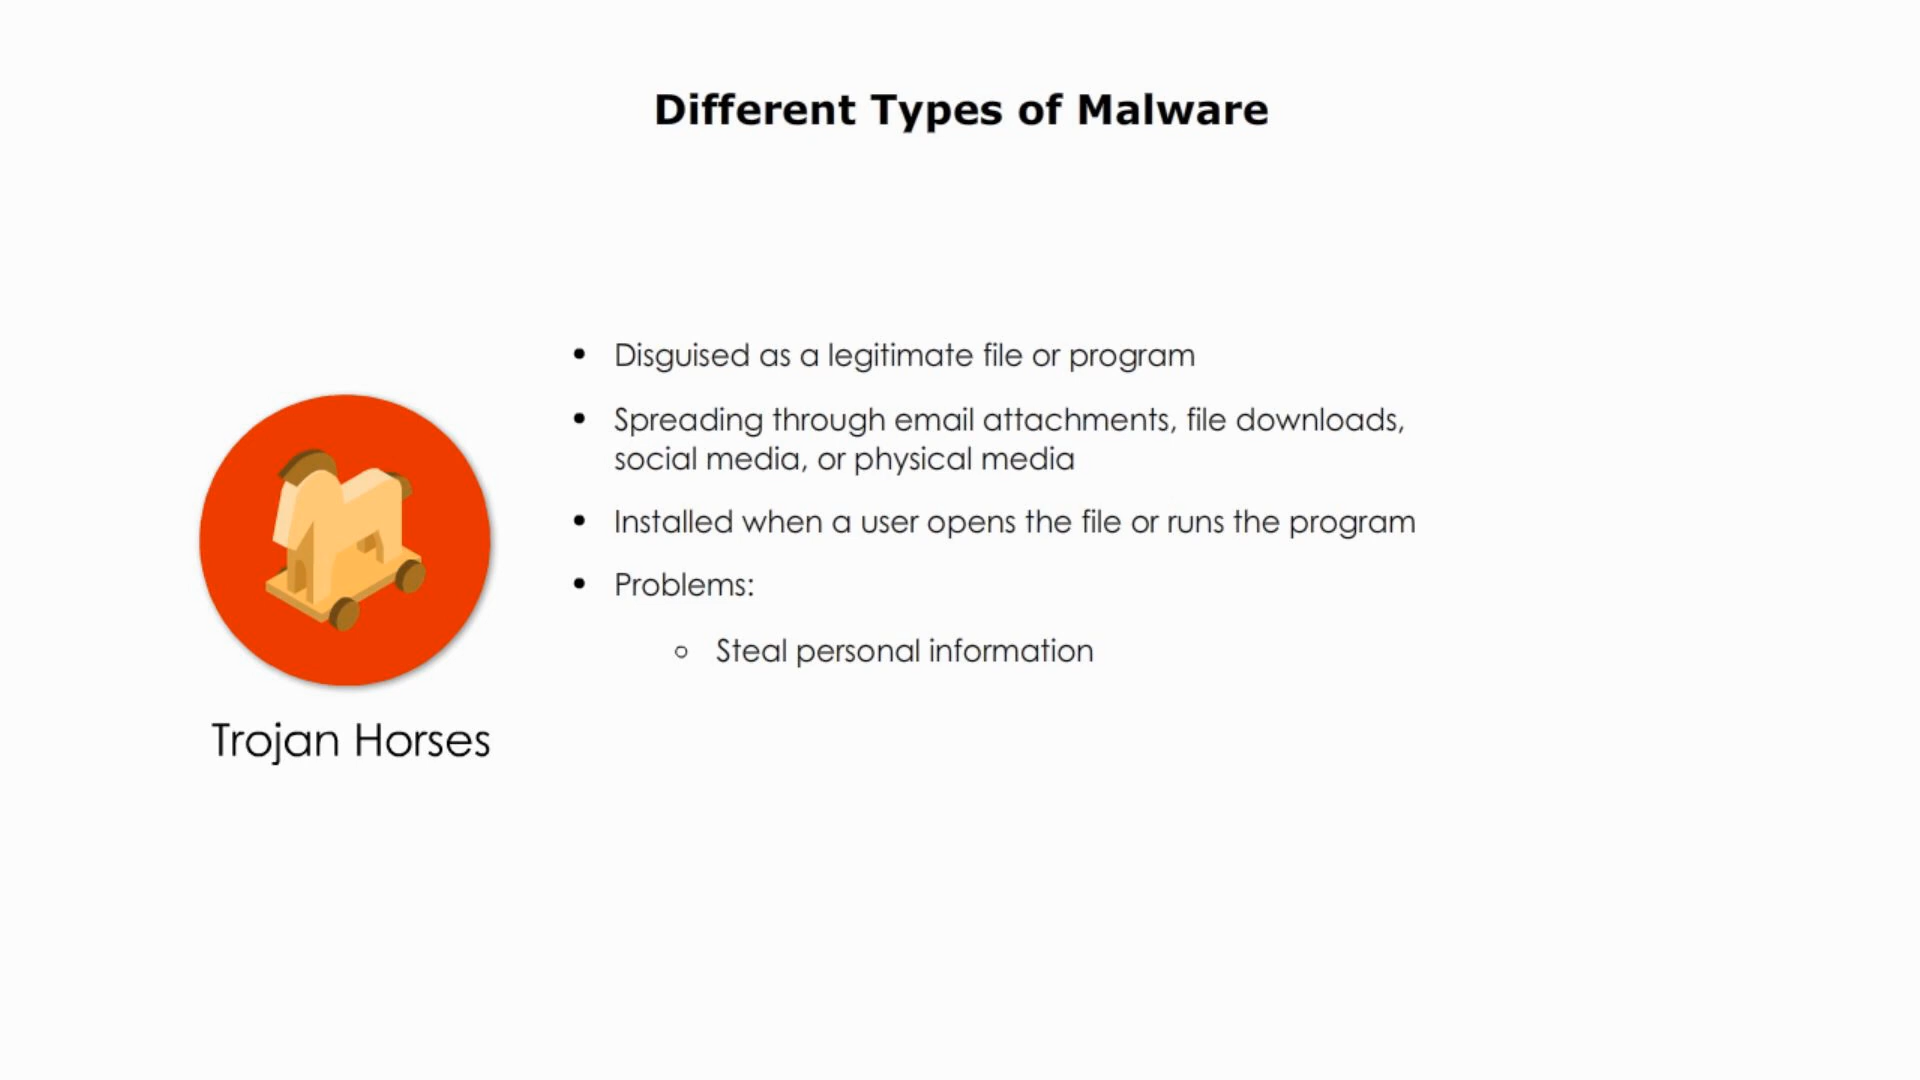 Different Types of Malware
• Disguised as a legitimate file or program
• Spreading through email attachments, file downloads,
social media, or physical media
• Installed when a user opens the file or runs the program
• Problems:
○ Steal personal information
Trojan Horses